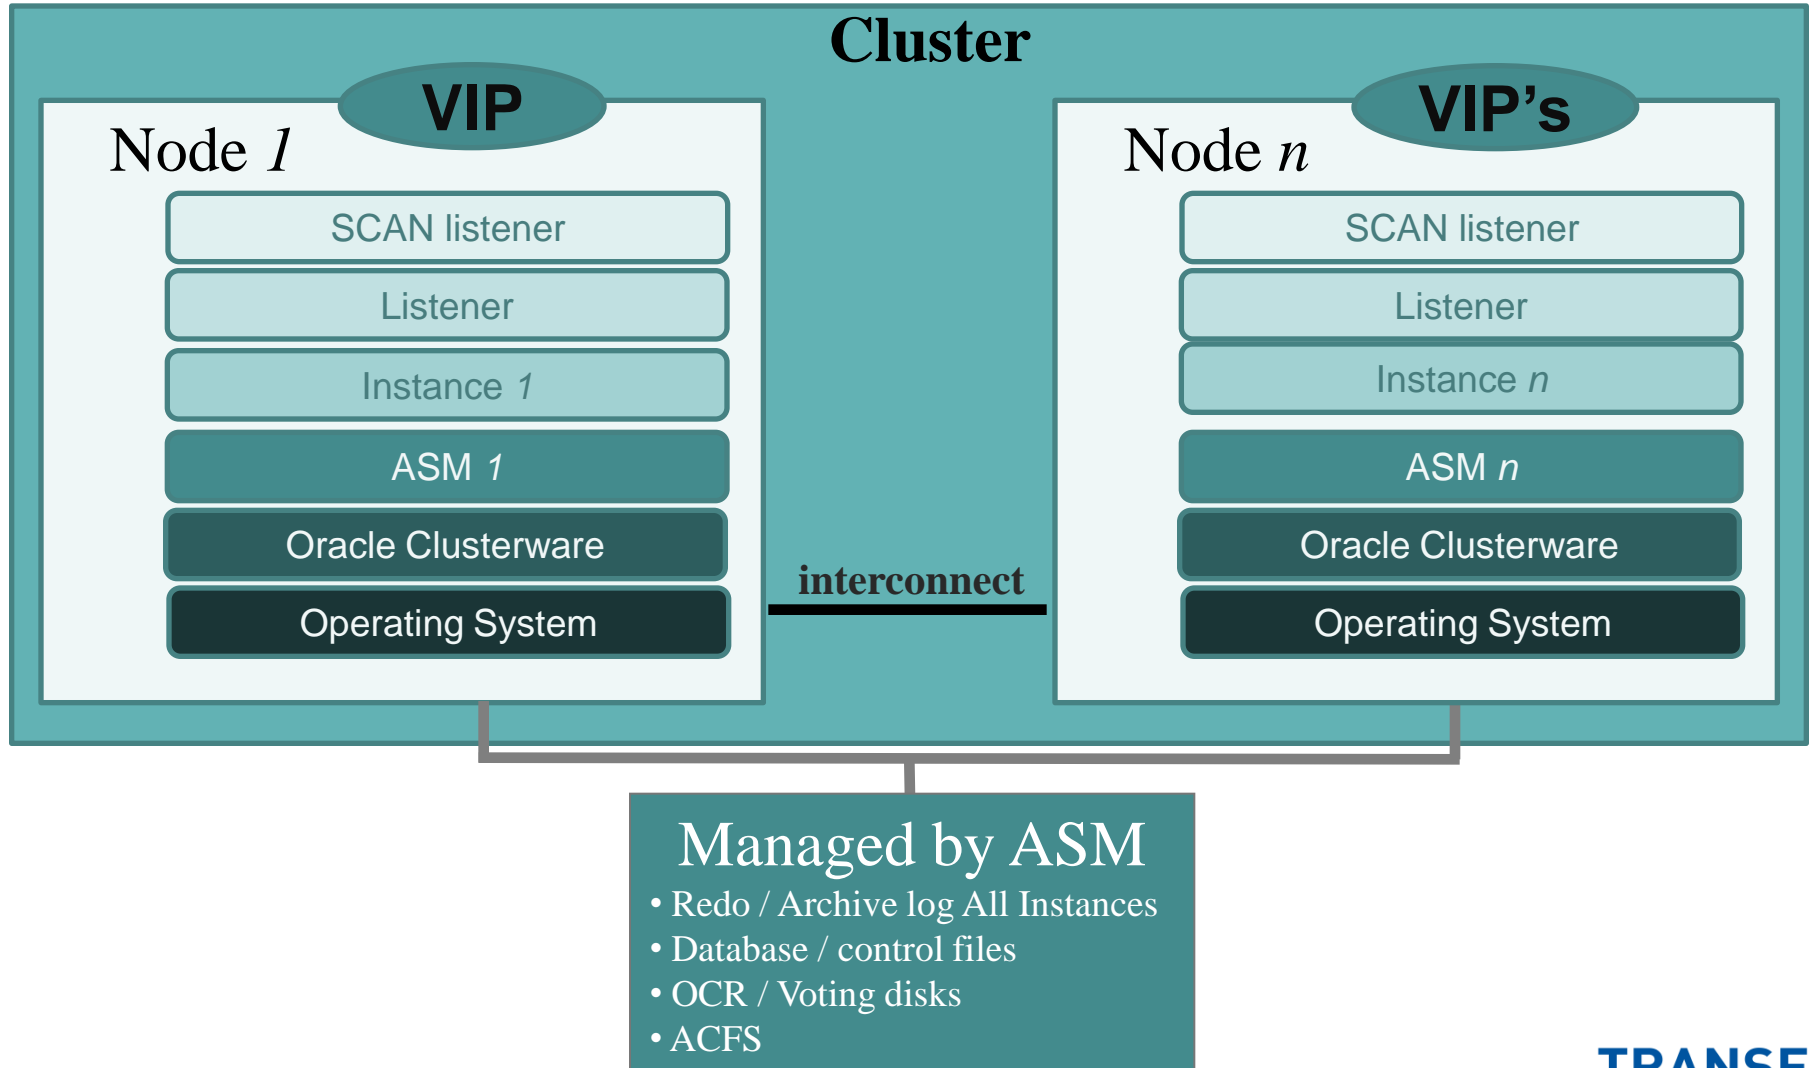 Cluster
VIP
VIP's
Node 1
SCAN listener
Listener
Instance 1
ASM 1
Oracle Clusterware
Operating System
interconnect
Node n
SCAN listener
Listener
Instance n
ASM n
Oracle Clusterware
Operating System
Managed by ASM
• Redo / Archive log All Instances
• Database / control files
• OCR / Voting disks
• ACFS